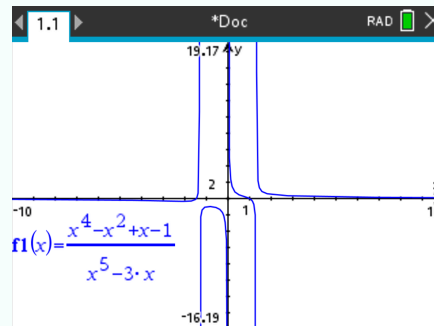 1.1 *Doc RAD
19.17 y
2
-10 1 1
f1(x)=x⁴-x²+x-1
x⁵-3·x
-16.19